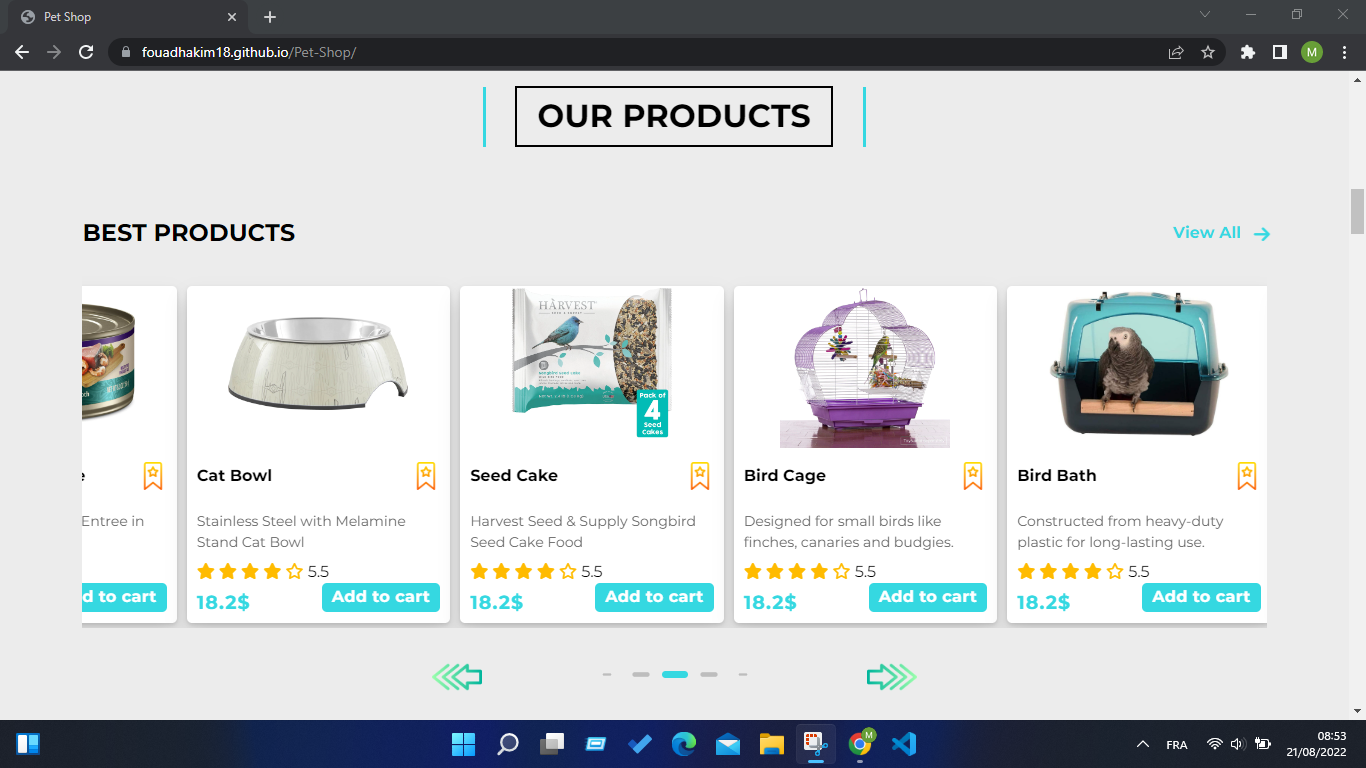 Pet Shop
fouadhakim18.github.io/Pet-Shop/
M
OUR PRODUCTS
BEST PRODUCTS
View All
HARVEST
SEED & SUPPLY
songbird seed cake
Pack of
4
Seed
Cakes
e
Cat Bowl
Seed Cake
Bird Cage
Bird Bath
Entree in
Stainless Steel with Melamine
Stand Cat Bowl
Harvest Seed & Supply Songbird
Seed Cake Food
Designed for small birds like
finches, canaries and budgies.
Constructed from heavy-duty
plastic for long-lasting use.
5.5
5.5
5.5
5.5
d to cart
18.2$
Add to cart
18.2$
Add to cart
18.2$
Add to cart
18.2$
Add to cart
M
FRA
08:53
21/08/2022